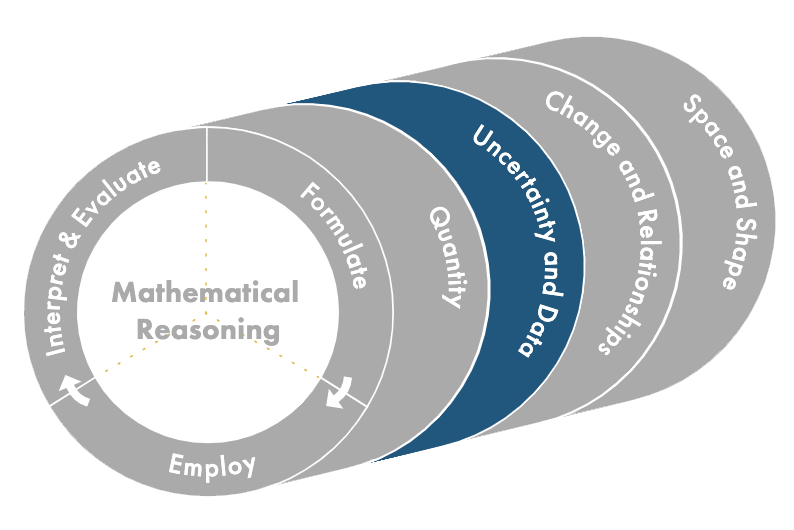 Interpret & Evaluate
Formulate
Employ
Mathematical
Reasoning
Quantity
Uncertainty and Data
Change and Relationships
Space and Shape